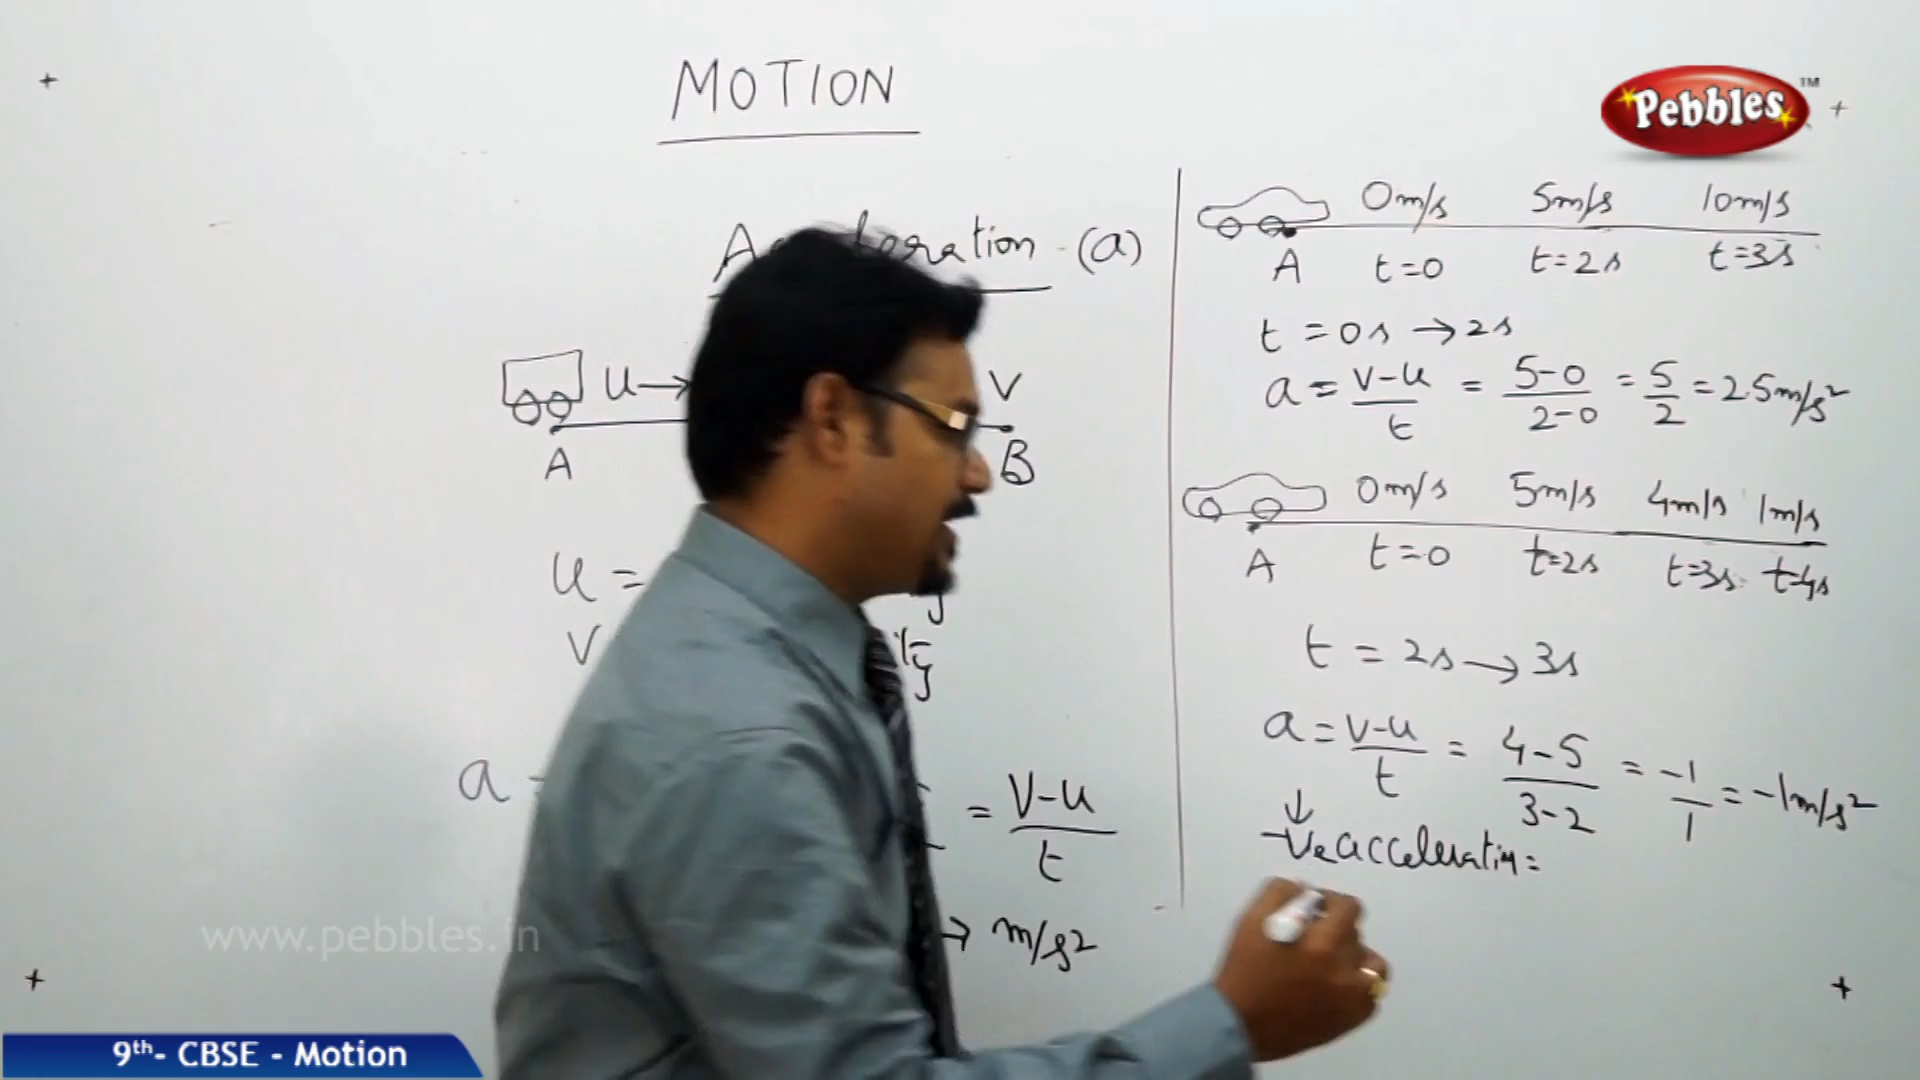 MOTION
Pebbles™
(a)
U→
V
A
B
U =
V
a
= V-u
t
→ m/s²
0m/s 5m/s 10m/s
A t=0 t=2s t=3s
t = 0s → 2s
a = V-u / t = 5-0 / 2-0 = 5/2 = 2.5m/s²
0m/s 5m/s 4m/s 1m/s
A t=0 t=2s t=3s t=4s
t = 2s → 3s
a = V-u / t = 4-5 / 3-2 = -1/1 = -1m/s²
↓
-Ve acceleration =
www.pebbles.in
9th- CBSE - Motion